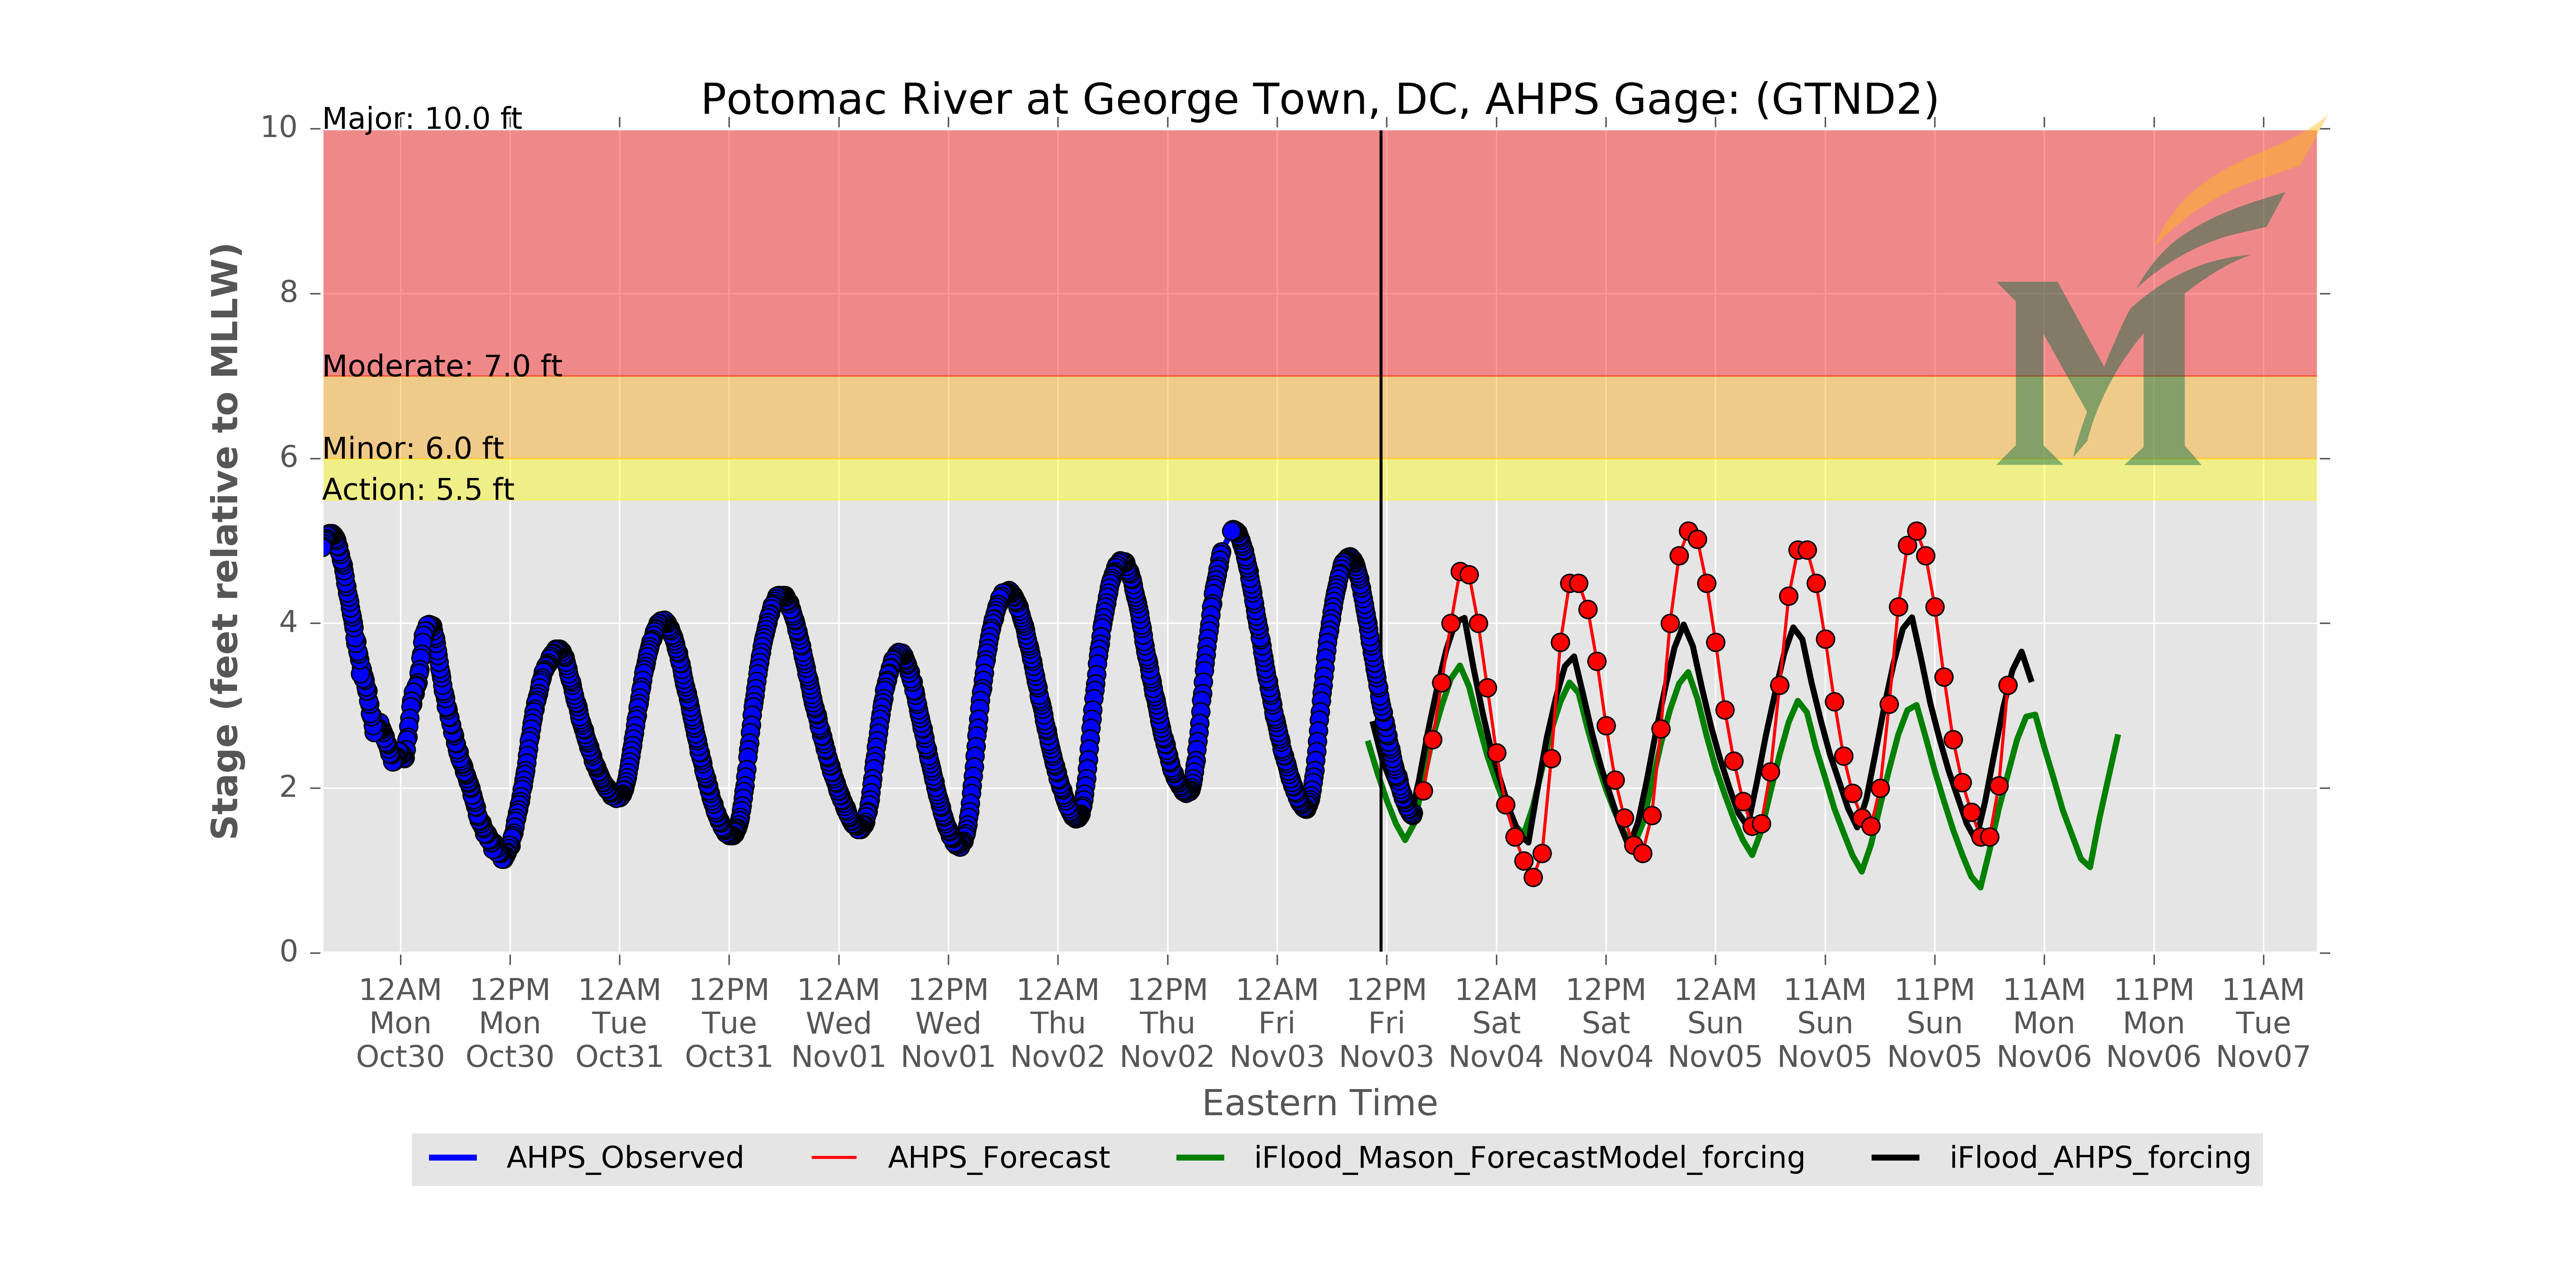 Potomac River at George Town, DC, AHPS Gage: (GTND2)
Major: 10.0 ft
Moderate: 7.0 ft
Minor: 6.0 ft
Action: 5.5 ft
Stage (feet relative to MLLW)
10
8
6
4
2
0
12AM 12PM 12AM 12PM 12AM 12PM 12AM 12PM 12AM 12PM 12AM 12PM 12AM 11AM 11PM 11AM 11PM 11AM
Mon Mon Tue Tue Wed Wed Thu Thu Fri Fri Sat Sat Sun Sun Sun Mon Mon Tue
Oct30 Oct30 Oct31 Oct31 Nov01 Nov01 Nov02 Nov02 Nov03 Nov03 Nov04 Nov04 Nov05 Nov05 Nov05 Nov06 Nov06 Nov07
Eastern Time
AHPS_Observed AHPS_Forecast iFlood_Mason_ForecastModel_forcing iFlood_AHPS_forcing